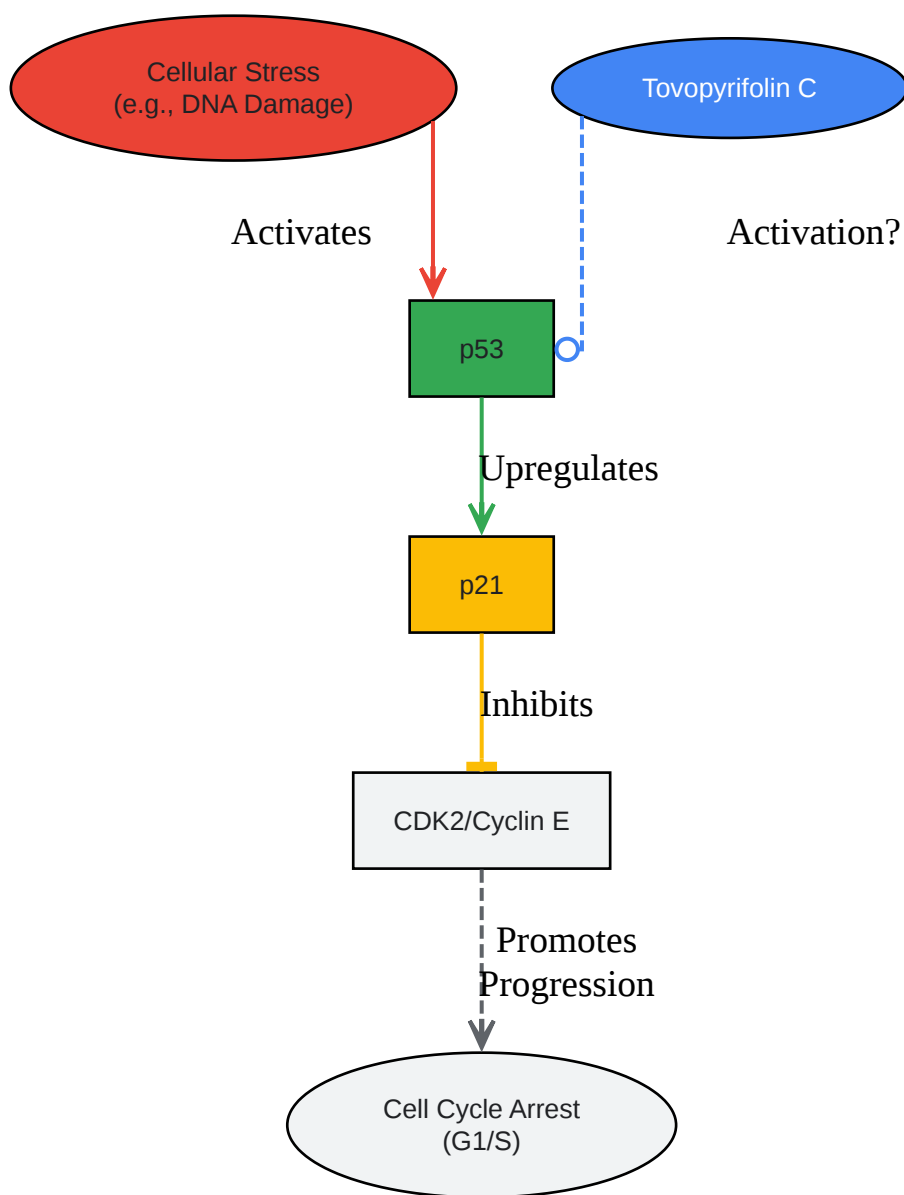 Cellular Stress
(e.g., DNA Damage)
Tovopyrifolin C
Activates
Activation?
p53
Upregulates
p21
Inhibits
CDK2/Cyclin E
Promotes
Progression
Cell Cycle Arrest
(G1/S)